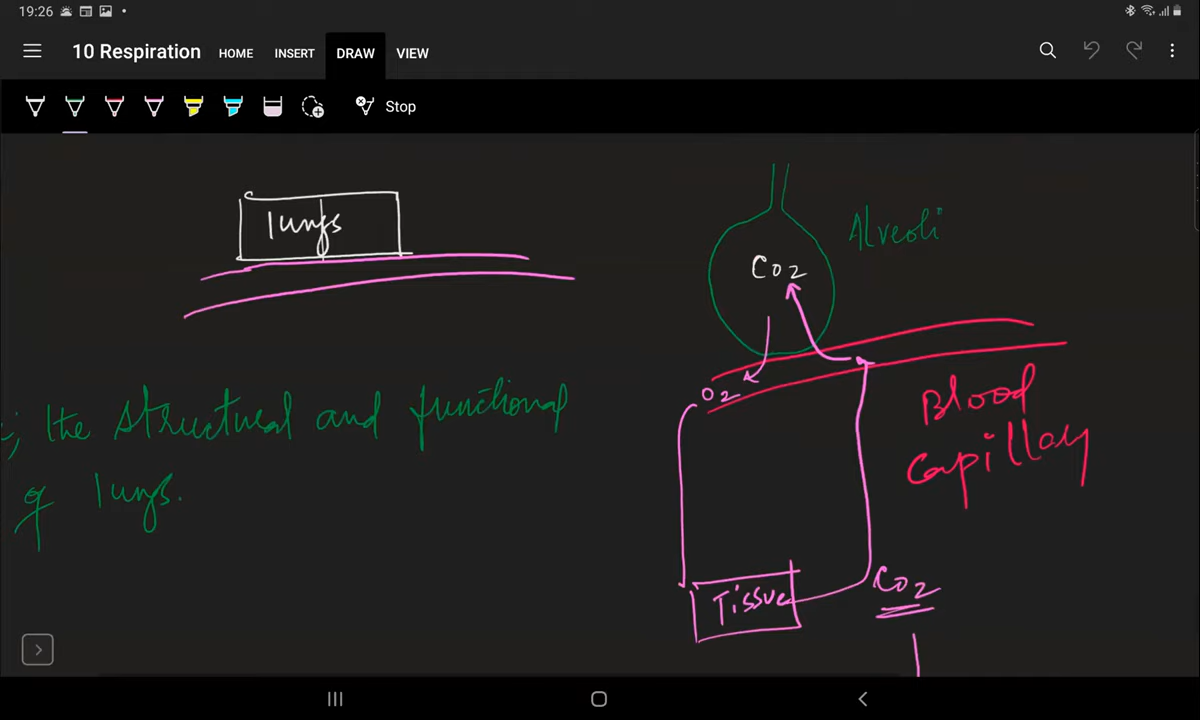 19:26
10 Respiration HOME INSERT DRAW VIEW
Stop
lungs
Alveoli
CO2
O2
Blood
Capillary
the structural and functional
of lungs.
Tissue
CO2